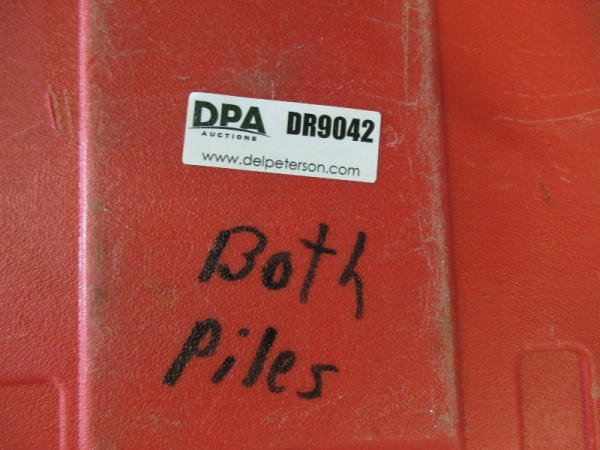 DPA DR9042
AUCTIONS
www.delpeterson.com
Both
Piles